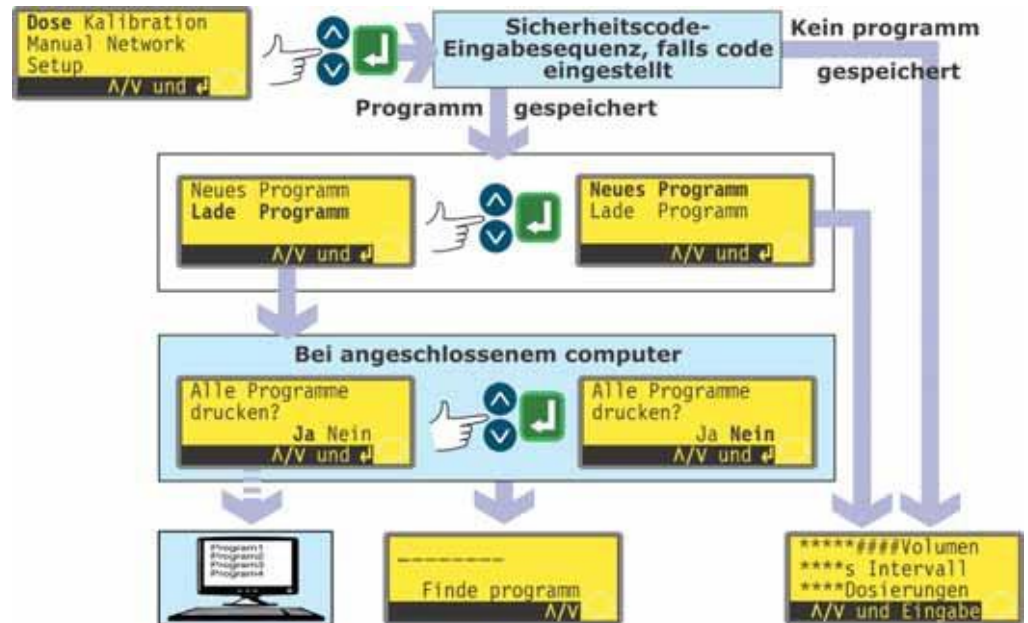 Dose Kalibration
Manual Network
Setup
Λ/V und ↲
Sicherheitscode-
Eingabesequenz, falls code
eingestellt
Kein programm
gespeichert
Programm gespeichert
Neues Programm
Lade Programm
Λ/V und ↲
Neues Programm
Lade Programm
Λ/V und ↲
Bei angeschlossenem computer
Alle Programme
drucken?
Ja Nein
Λ/V und ↲
Alle Programme
drucken?
Ja Nein
Λ/V und ↲
Program1
Program2
Program3
Program4
--------
Finde programm
Λ/V
*****####Volumen
****s Intervall
****Dosierungen
Λ/V und Eingabe